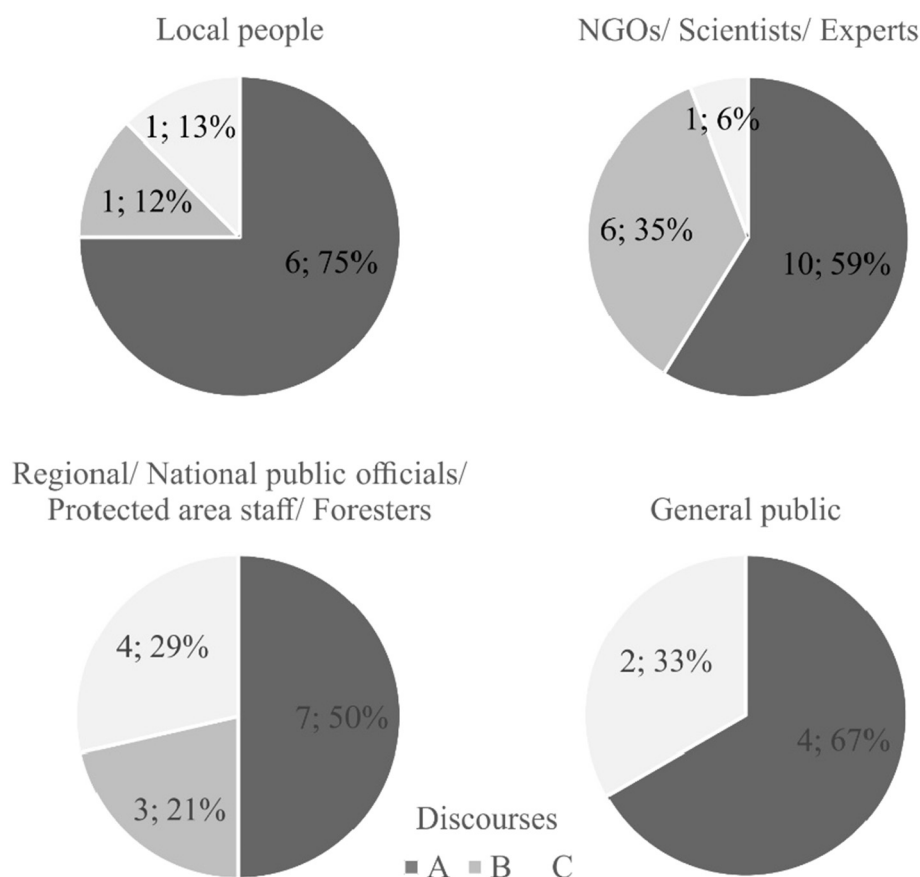 Local people
1; 13%
1; 12%
6; 75%
NGOs/ Scientists/ Experts
1; 6%
6; 35%
10; 59%
Regional/ National public officials/
Protected area staff/ Foresters
4; 29%
7; 50%
3; 21%
General public
2; 33%
4; 67%
Discourses
A B C